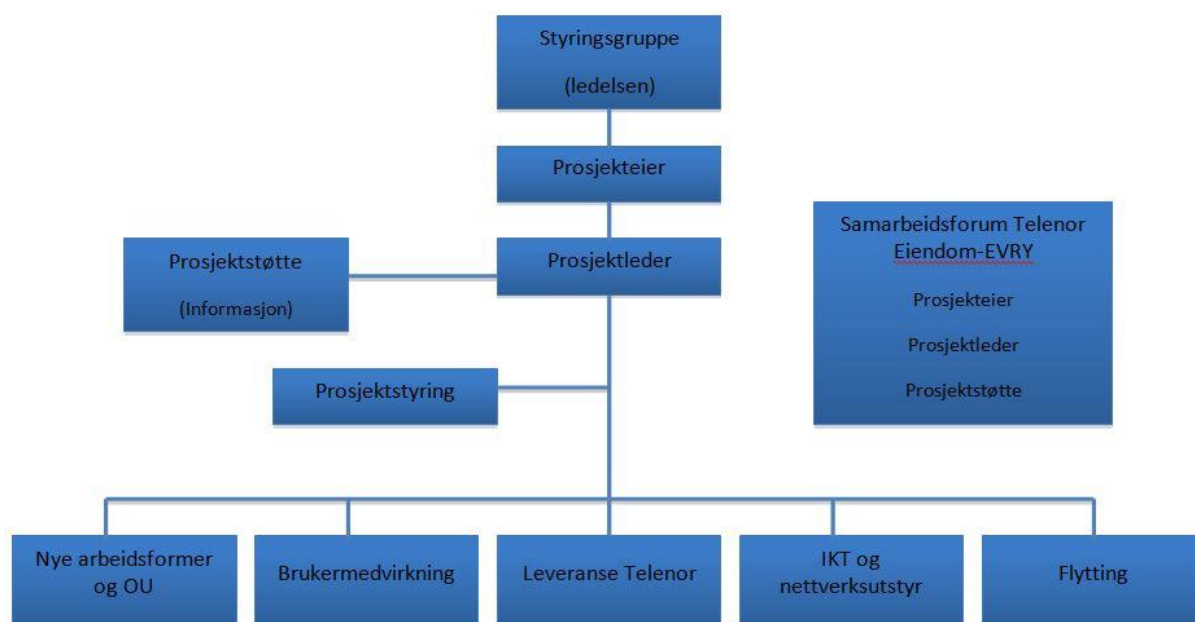 Styringsgruppe
(ledelsen)
Prosjekteier
Prosjektleder
Prosjektstøtte
(Informasjon)
Samarbeidsforum Telenor
Eiendom-EVRY
Prosjekteier
Prosjektleder
Prosjektstøtte
Prosjektstyring
Nye arbeidsformer
og OU
Brukermedvirkning
Leveranse Telenor
IKT og
nettverksutstyr
Flytting